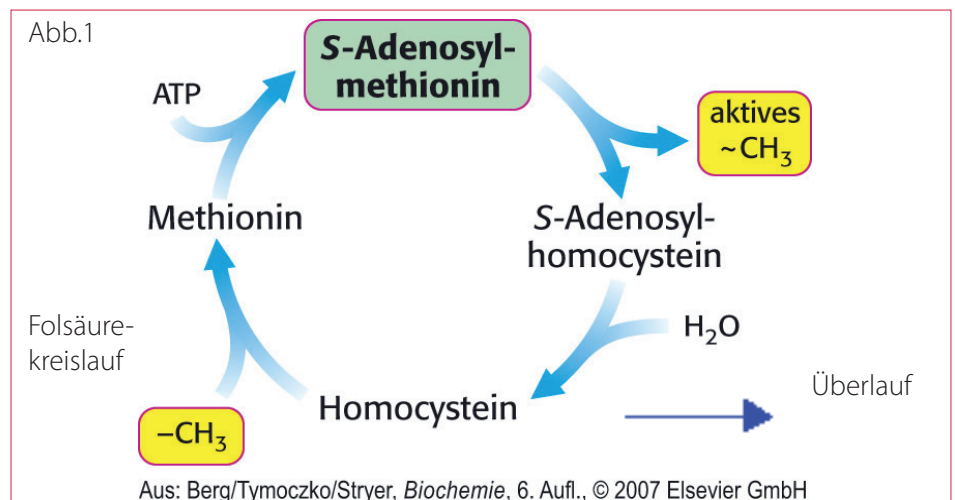 Abb.1
S-Adenosyl-
methionin
ATP
aktives
~CH₃
Methionin
S-Adenosyl-
homocystein
Folsäure-
kreislauf
H₂O
Überlauf
Homocystein
–CH₃
Aus: Berg/Tymoczko/Stryer, Biochemie, 6. Aufl., © 2007 Elsevier GmbH